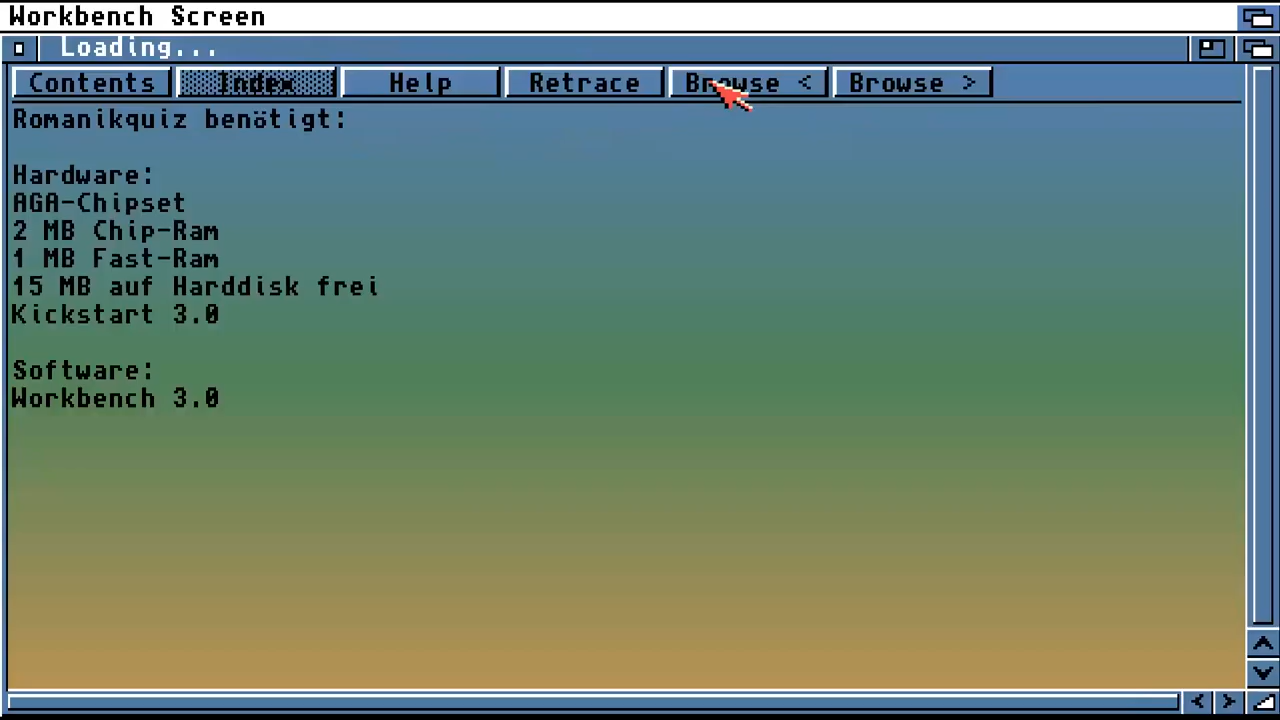 Workbench Screen
Loading...
Contents Index Help Retrace Browse < Browse >
Romanikquiz benötigt:
Hardware:
AGA-Chipset
2 MB Chip-Ram
1 MB Fast-Ram
15 MB auf Harddisk frei
Kickstart 3.0
Software:
Workbench 3.0